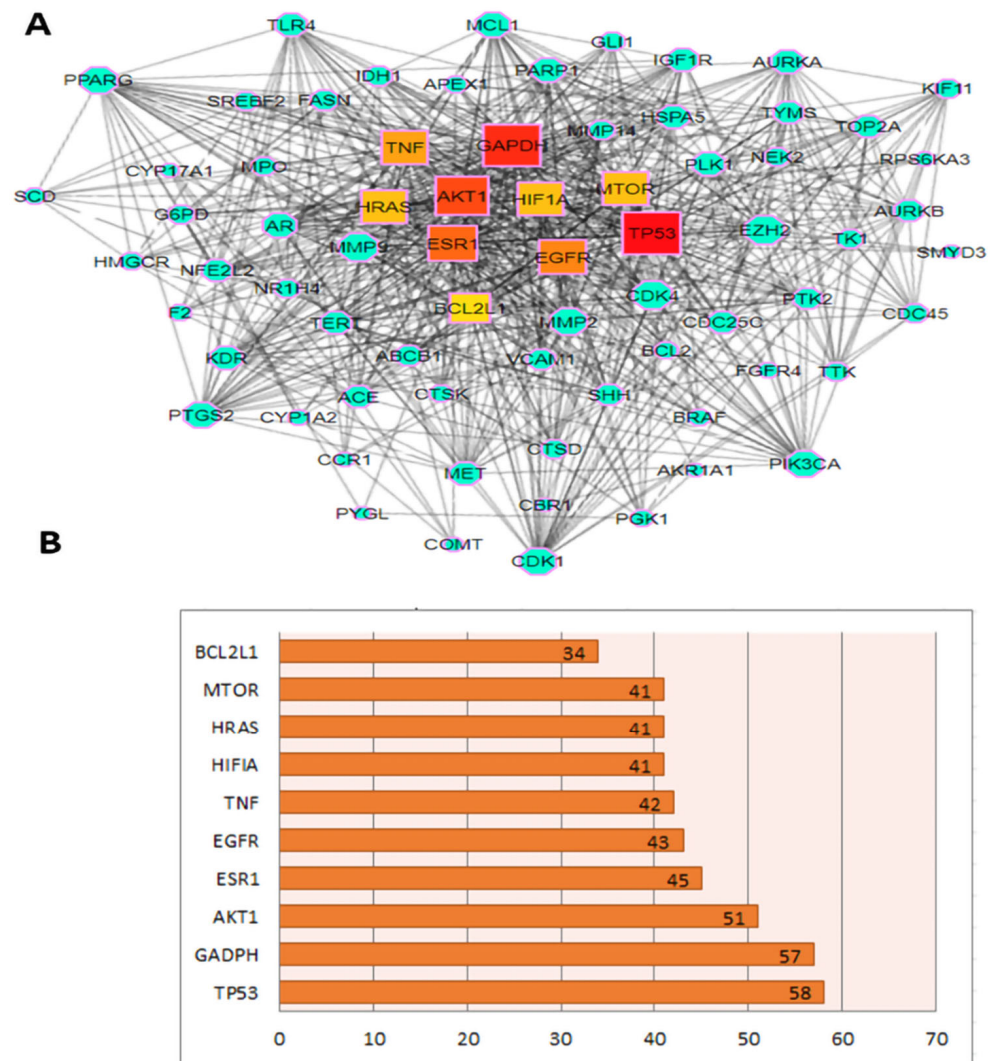 A
TLR4
MCL1
GLI1
PPARG
IDH1
APEX1
PARP1
IGF1R
AURKA
KIF11
SREBF2
FASN
MMP14
HSPA5
TYMS
TOP2A
TNF
GAPDH
CYP17A1
MPO
PLK1
NEK2
RPS6KA3
SCD
G6PD
HRAS
AKT1
HIF1A
MTOR
AURKB
AR
MMP9
ESR1
EGFR
TP53
EZH2
TK1
SMYD3
HMGCR
NFE2L2
NR1H4
F2
TERT
BCL2L1
MMP2
CDK4
CDC25C
PTK2
CDC45
KDR
ABCB1
VCAM1
BCL2
FGFR4
TTK
PTGS2
CYP1A2
ACE
CTSK
SHH
BRAF
CCR1
MET
CTSD
AKR1A1
PIK3CA
PYGL
CBR1
PGK1
COMT
CDK1
B
BCL2L1 34
MTOR 41
HRAS 41
HIFIA 41
TNF 42
EGFR 43
ESR1 45
AKT1 51
GADPH 57
TP53 58
0 10 20 30 40 50 60 70